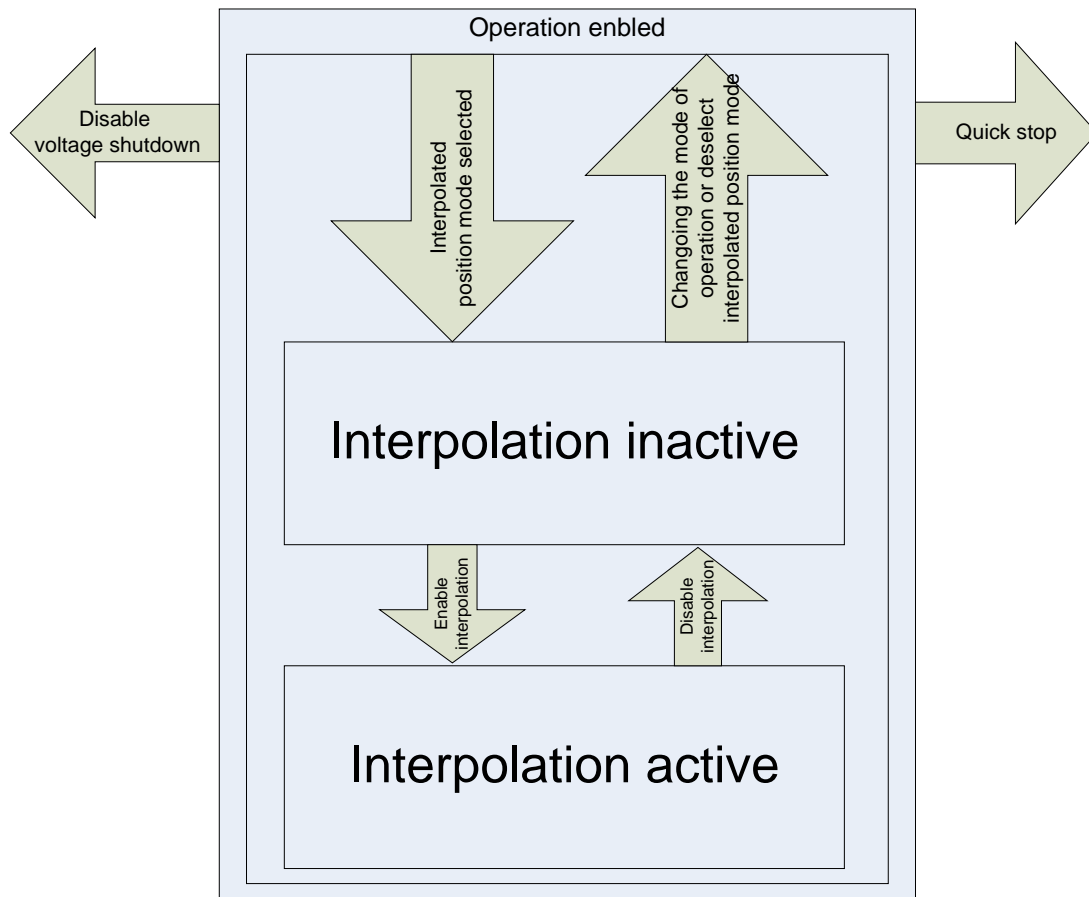 Operation enbled
Disable
voltage shutdown
Interpolated
position mode selected
Changoing the mode of
operation or deselect
interpolated position mode
Quick stop
Interpolation inactive
Enable
interpolation
Disable
interpolation
Interpolation active